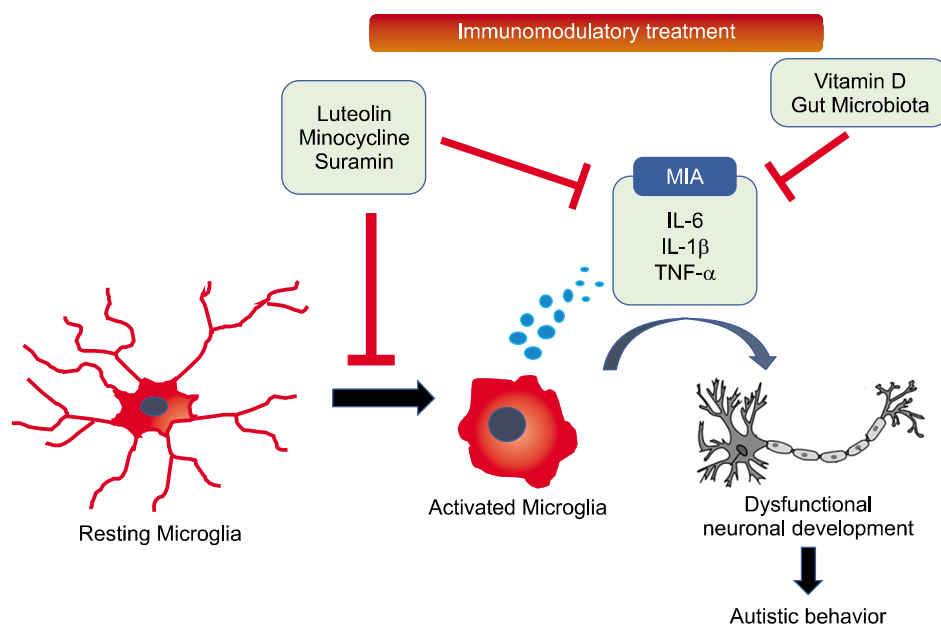 Immunomodulatory treatment
Luteolin
Minocycline
Suramin
Vitamin D
Gut Microbiota
MIA
IL-6
IL-1β
TNF-α
Resting Microglia
Activated Microglia
Dysfunctional
neuronal development
Autistic behavior